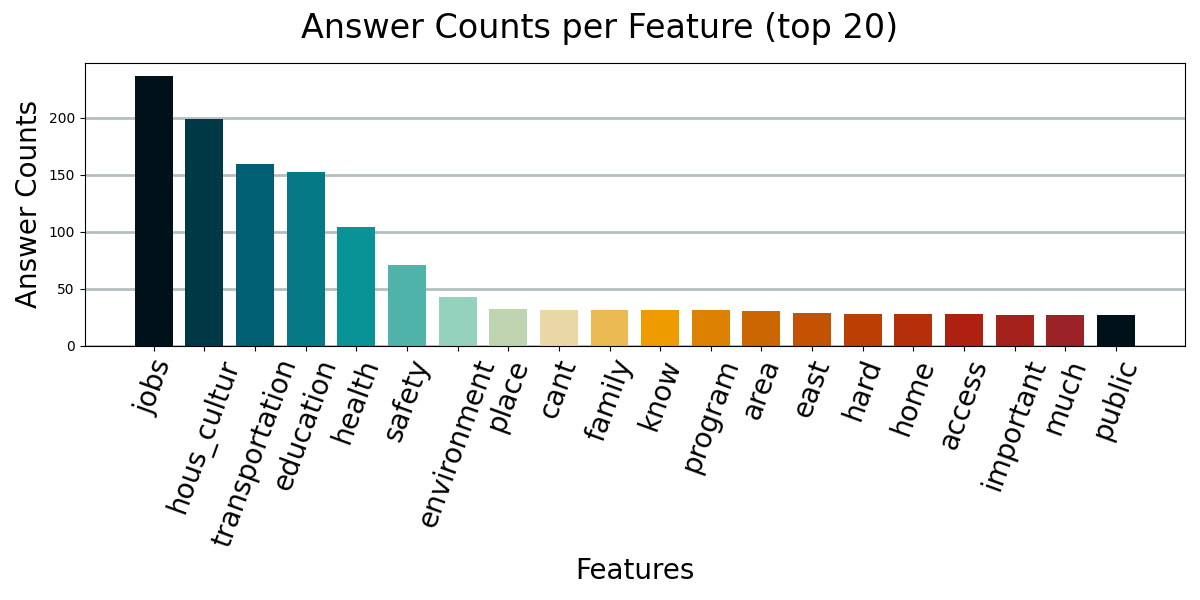 Answer Counts per Feature (top 20)
Answer Counts
200
150
100
50
0
jobs
hous_cultur
transportation
education
health
safety
environment
place
cant
family
know
program
area
east
hard
home
access
important
much
public
Features